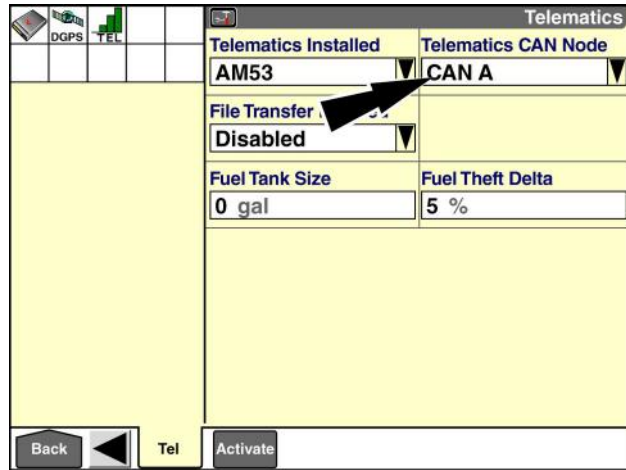 DGPS
TEL
Telematics
Telematics Installed
Telematics CAN Node
AM53
CAN A
File Transfer
Disabled
Fuel Tank Size
Fuel Theft Delta
0 gal
5 %
Back
Tel
Activate